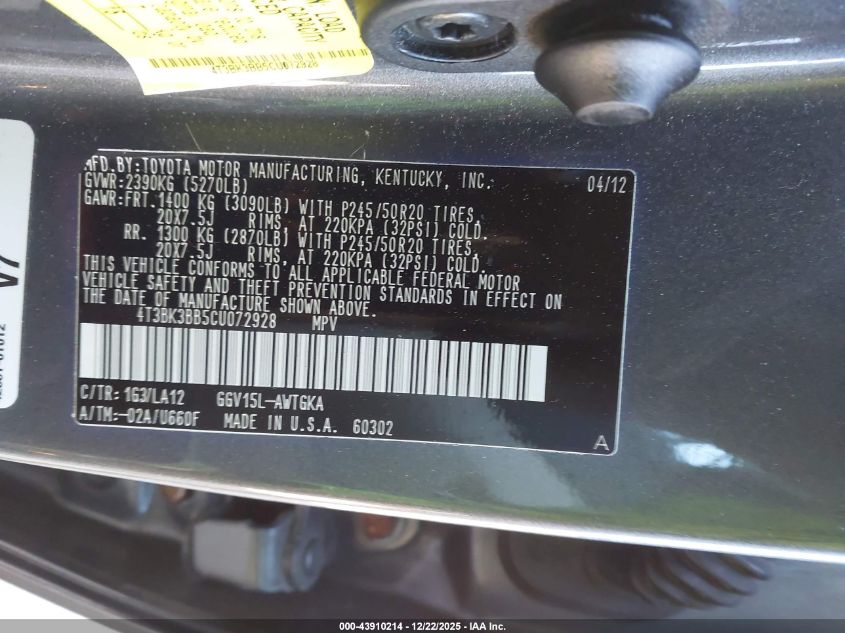 4T3BK3BB5CU072928
MFD.BY:TOYOTA MOTOR MANUFACTURING, KENTUCKY, INC. 04/12
GVWR:2390KG (5270LB)
GAWR:FRT. 1400 KG (3090LB) WITH P245/50R20 TIRES,
20X7.5J RIMS, AT 220KPA (32PSI) COLD.
RR. 1300 KG (2870LB) WITH P245/50R20 TIRES,
20X7.5J RIMS, AT 220KPA (32PSI) COLD.
THIS VEHICLE CONFORMS TO ALL APPLICABLE FEDERAL MOTOR
VEHICLE SAFETY AND THEFT PREVENTION STANDARDS IN EFFECT ON
THE DATE OF MANUFACTURE SHOWN ABOVE.
4T3BK3BB5CU072928 MPV
C/TR: 1G3/LA12 GGV15L-AWTGKA
A/TM:-02A/U660F MADE IN U.S.A. 60302
A
000-43910214 - 12/22/2025 - IAA Inc.